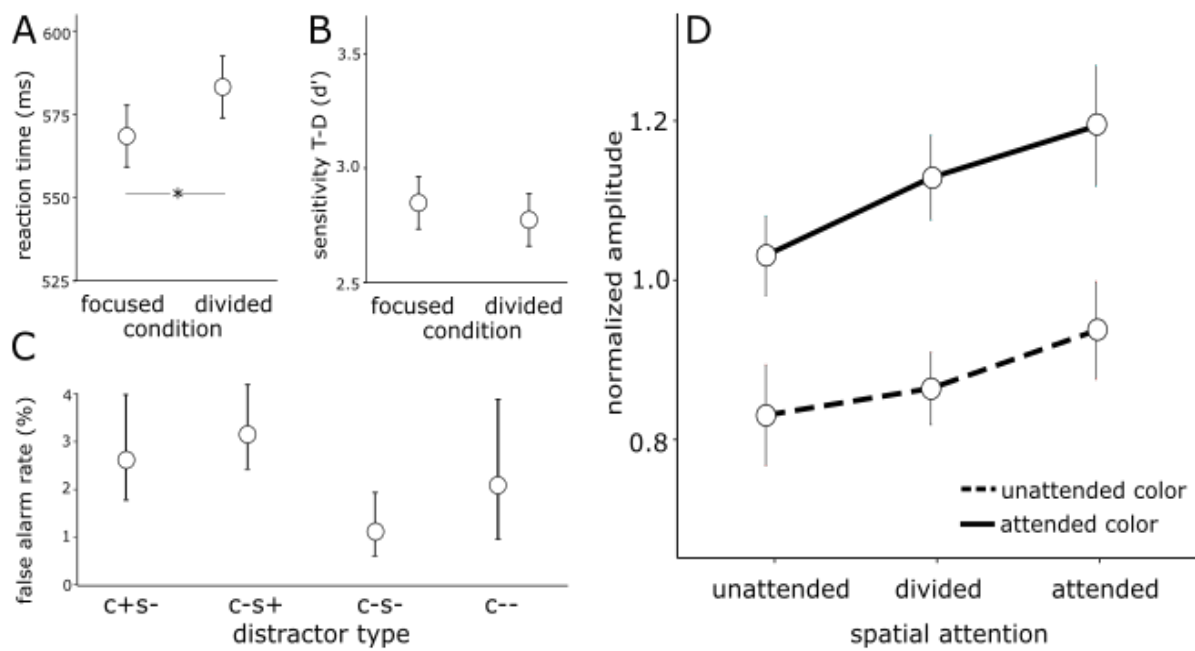 A
600
575
550
525
reaction time (ms)
*
focused divided
condition
B
3.5
3.0
2.5
sensitivity T-D (d')
focused divided
condition
C
4
3
2
1
0
false alarm rate (%)
c+s- c-s+ c-s- c--
distractor type
D
1.2
1.0
0.8
normalized amplitude
unattended color
attended color
unattended divided attended
spatial attention